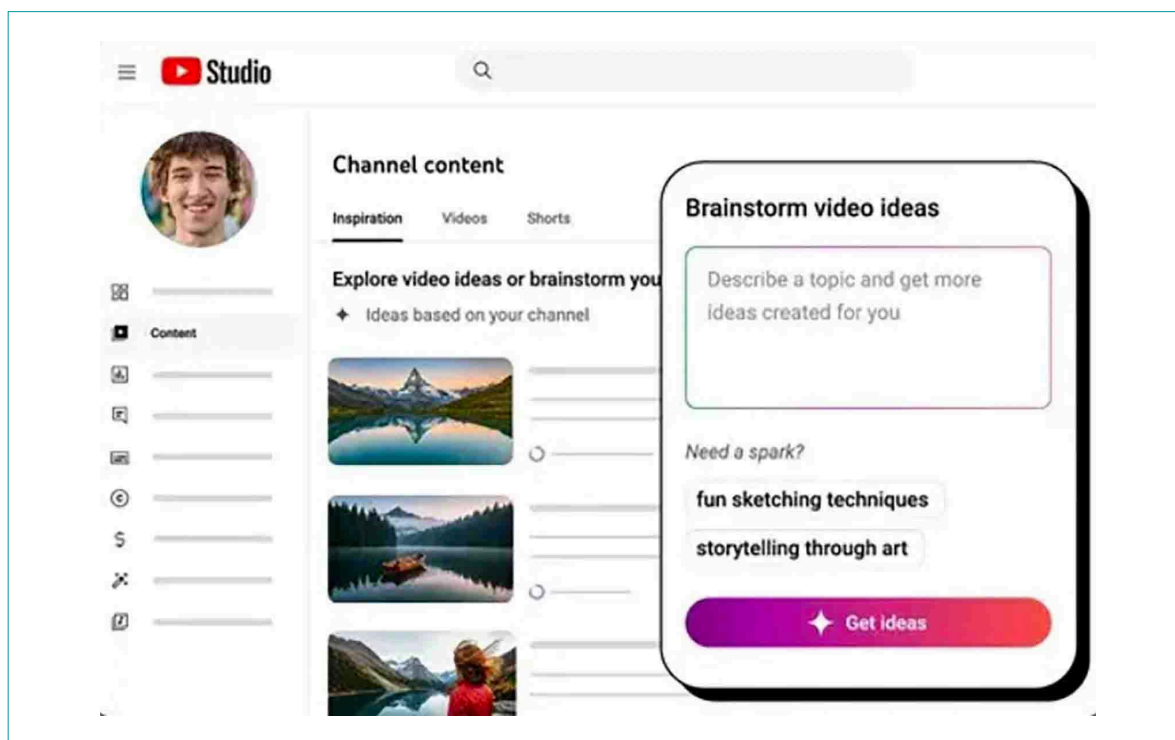 Studio
Channel content
Inspiration Videos Shorts
Explore video ideas or brainstorm you
Ideas based on your channel
Content
Brainstorm video ideas
Describe a topic and get more
ideas created for you
Need a spark?
fun sketching techniques
storytelling through art
Get ideas